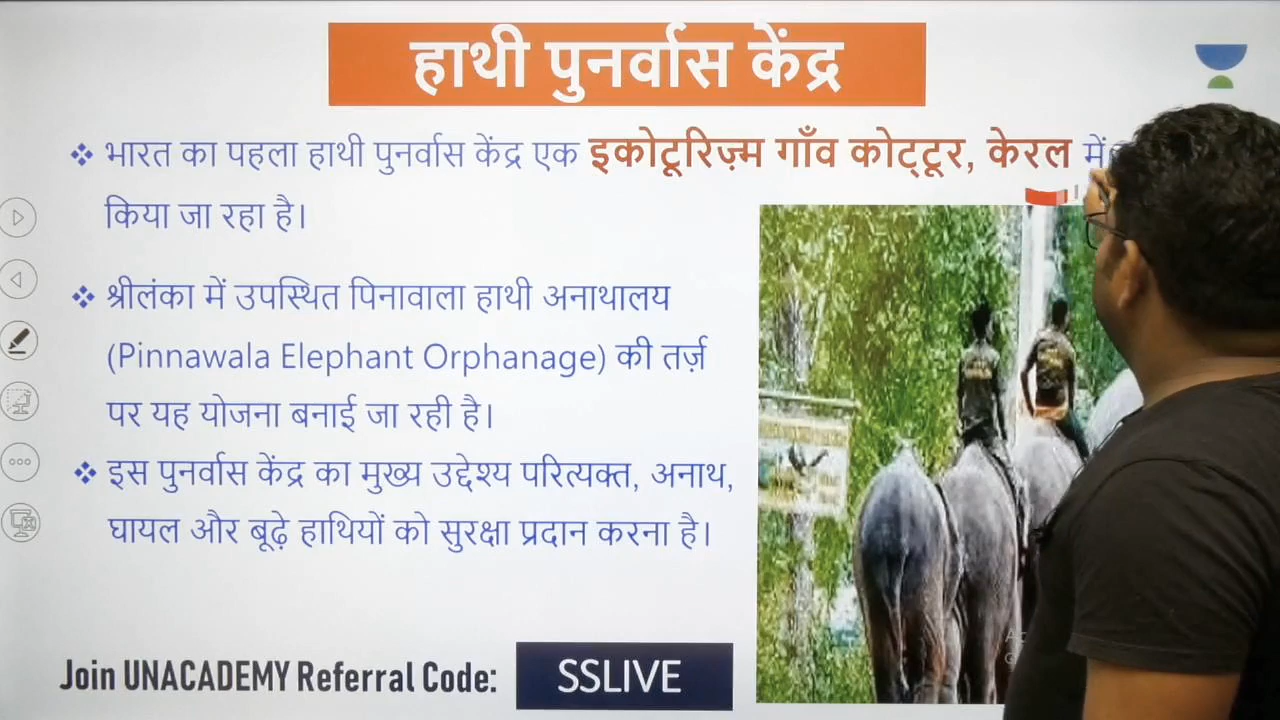 हाथी पुनर्वास केंद्र
❖ भारत का पहला हाथी पुनर्वास केंद्र एक इकोटूरिज़्म गाँव कोट्टूर, केरल में
किया जा रहा है।
❖ श्रीलंका में उपस्थित पिनावाला हाथी अनाथालय
(Pinnawala Elephant Orphanage) की तर्ज़
पर यह योजना बनाई जा रही है।
❖ इस पुनर्वास केंद्र का मुख्य उद्देश्य परित्यक्त, अनाथ,
घायल और बूढ़े हाथियों को सुरक्षा प्रदान करना है।
Join UNACADEMY Referral Code:
SSLIVE